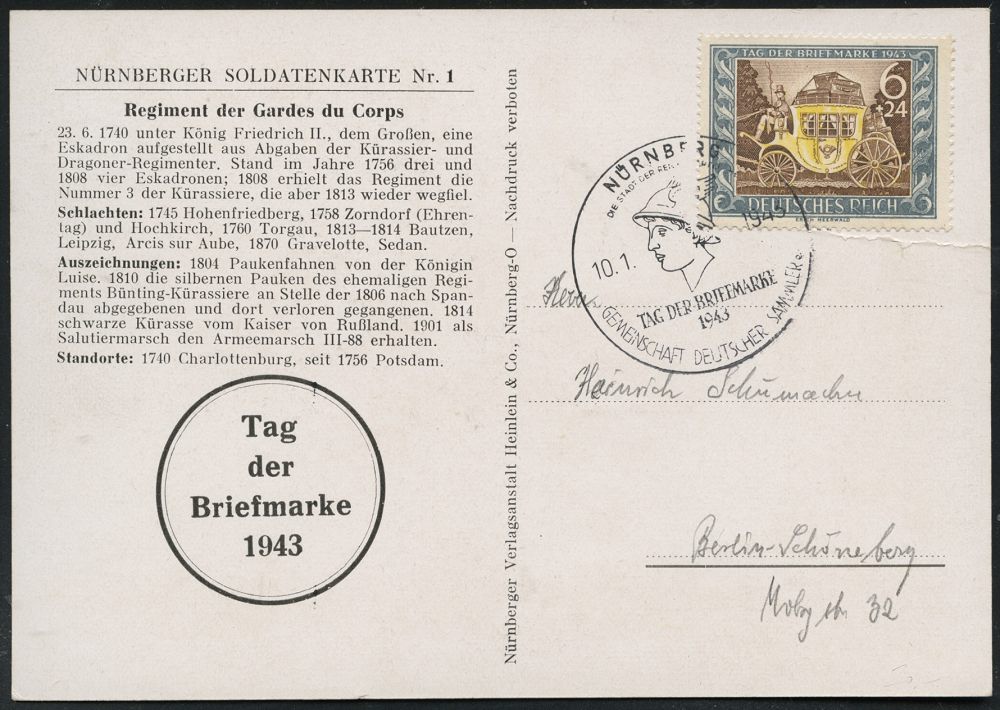 NÜRNBERGER SOLDATENKARTE Nr. 1
Regiment der Gardes du Corps
23. 6. 1740 unter König Friedrich II., dem Großen, eine
Eskadron aufgestellt aus Abgaben der Kürassier- und
Dragoner-Regimenter. Stand im Jahre 1756 drei und
1808 vier Eskadronen; 1808 erhielt das Regiment die
Nummer 3 der Kürassiere, die aber 1813 wieder wegfiel.
Schlachten: 1745 Hohenfriedberg, 1758 Zorndorf (Ehren-
tag) und Hochkirch, 1760 Torgau, 1813—1814 Bautzen,
Leipzig, Arcis sur Aube, 1870 Gravelotte, Sedan.
Auszeichnungen: 1804 Paukenfahnen von der Königin
Luise. 1810 die silbernen Pauken des ehemaligen Regi-
ments Bünting-Kürassiere an Stelle der 1806 nach Span-
dau abgegebenen und dort verloren gegangenen. 1814
schwarze Kürasse vom Kaiser von Rußland. 1901 als
Salutiermarsch den Armeemarsch III-88 erhalten.
Standorte: 1740 Charlottenburg, seit 1756 Potsdam.
Tag
der
Briefmarke
1943
Nürnberger Verlagsanstalt Heinlein & Co., Nürnberg-O — Nachdruck verboten
TAG DER BRIEFMARKE 1943
6
+24
DEUTSCHES REICH
ERICH MEERWALD
NÜRNBERG
DIE STADT DER REI
10.1. 1943
TAG DER BRIEFMARKE
1943
GEMEINSCHAFT DEUTSCHER SAMMLER e.
Herrn
Heinrich Schumacher
Berlin-Schöneberg
32